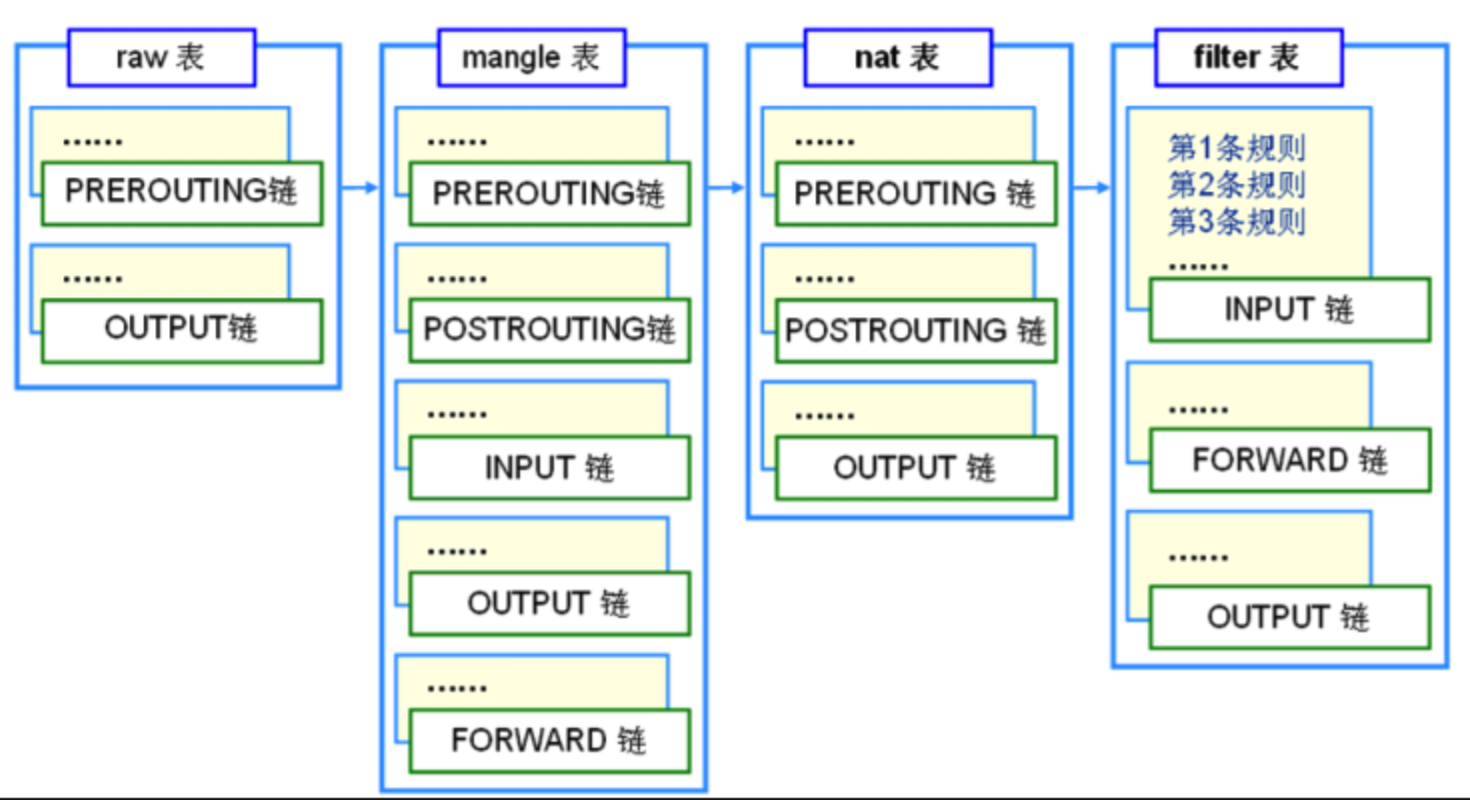 raw 表
……
PREROUTING链
……
OUTPUT链
mangle 表
……
PREROUTING链
……
POSTROUTING链
……
INPUT 链
……
OUTPUT 链
……
FORWARD 链
nat 表
……
PREROUTING 链
……
POSTROUTING 链
……
OUTPUT 链
filter 表
第1条规则
第2条规则
第3条规则
……
INPUT 链
……
FORWARD 链
……
OUTPUT 链